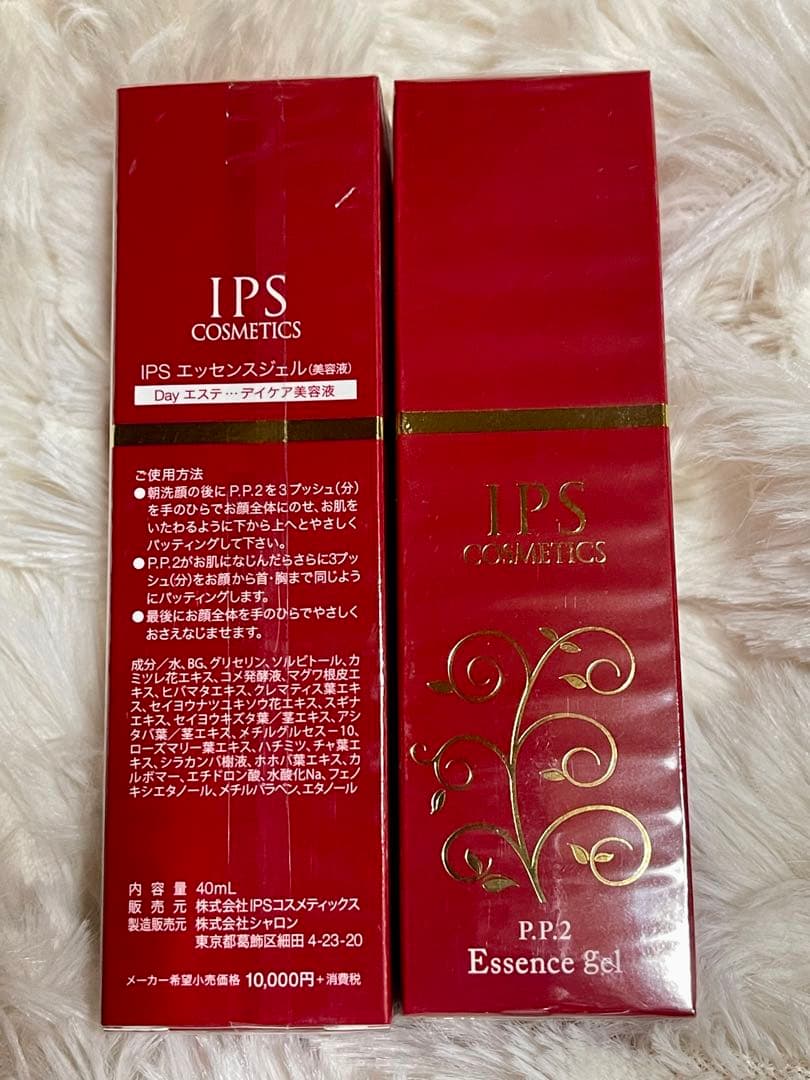 IPS
COSMETICS
IPS エッセンスジェル(美容液)
Day エステ…デイケア美容液
ご使用方法
●朝洗顔の後にP.P.2を3プッシュ(分)
を手のひらでお顔全体にのせ、お肌を
いたわるように下から上へとやさしく
パッティングして下さい。
●P.P.2がお肌になじんだらさらに3プッ
シュ(分)をお顔から首・胸まで同じよう
にパッティングします。
●最後にお顔全体を手のひらでやさしく
おさえなじませます。
成分/水、BG、グリセリン、ソルビトール、カ
ミツレ花エキス、コメ発酵液、マグワ根皮エ
キス、ヒバマタエキス、クレマティス葉エキ
ス、セイヨウナツユキソウ花エキス、スギナ
エキス、セイヨウキズタ葉/茎エキス、アシ
タバ葉/茎エキス、メチルグルセス-10、
ローズマリー葉エキス、ハチミツ、チャ葉エ
キス、シラカンバ樹液、ホホバ葉エキス、カ
ルボマー、エチドロン酸、水酸化Na、フェノ
キシエタノール、メチルパラベン、エタノール
内容量 40mL
販売元 株式会社IPSコスメティックス
製造販売元 株式会社シャロン
東京都葛飾区細田 4-23-20
メーカー希望小売価格 10,000円+消費税
IPS
COSMETICS
P.P.2
Essence gel